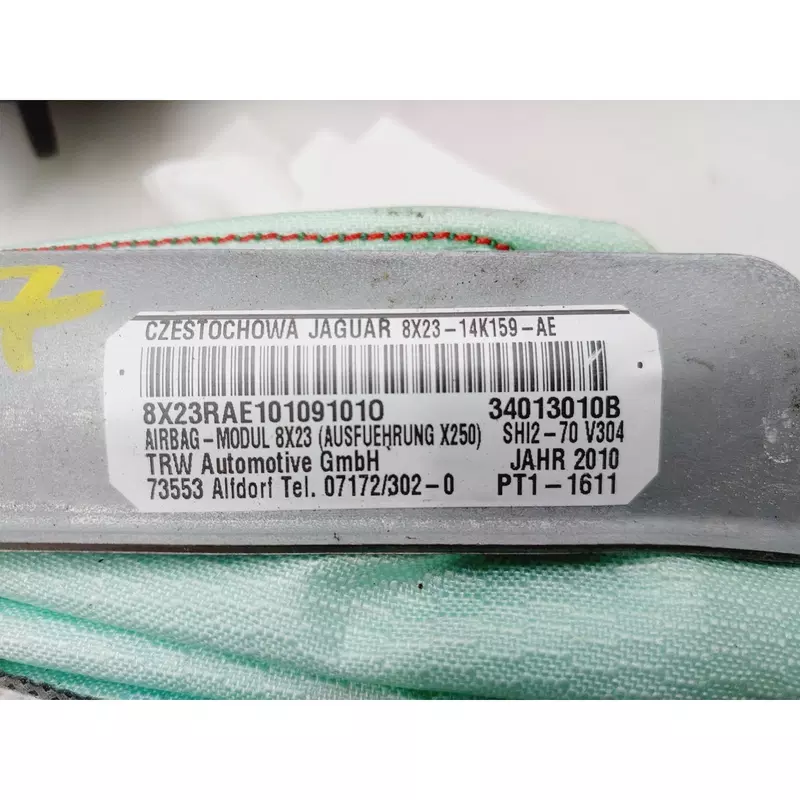 7
CZESTOCHOWA JAGUAR 8X23-14K159-AE
8X23RAE101091010 34013010B
AIRBAG-MODUL 8X23 (AUSFUEHRUNG X250) SHI2-70 V304
TRW Automotive GmbH JAHR 2010
73553 Alfdorf Tel. 07172/302-0 PT1-1611